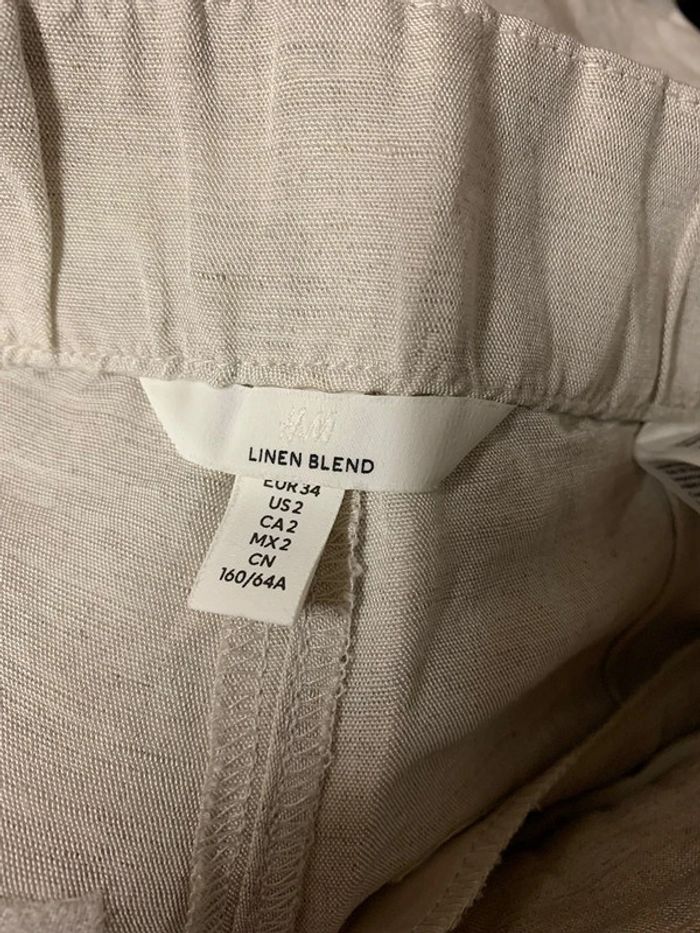 H&M
LINEN BLEND
EUR 34
US 2
CA 2
MX 2
CN
160/64A